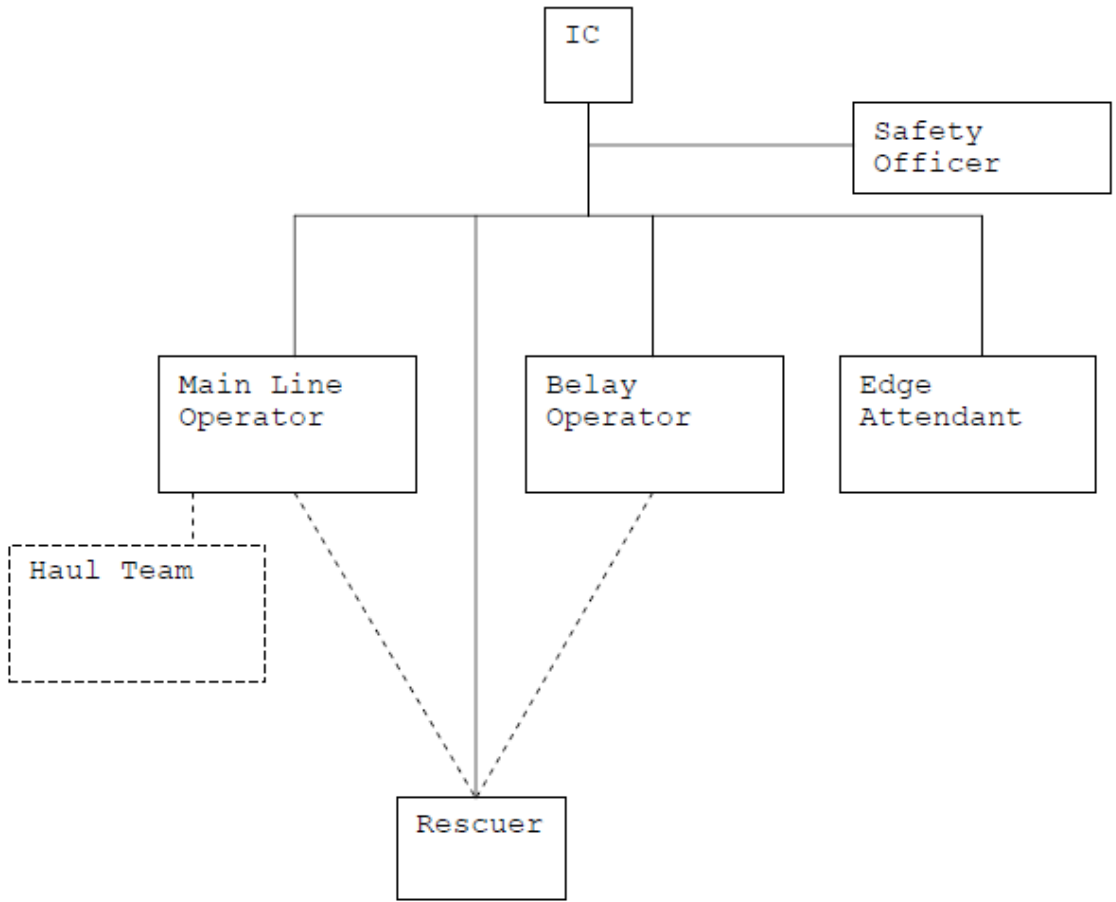 IC
Safety
Officer
Main Line
Operator
Belay
Operator
Edge
Attendant
Haul Team
Rescuer